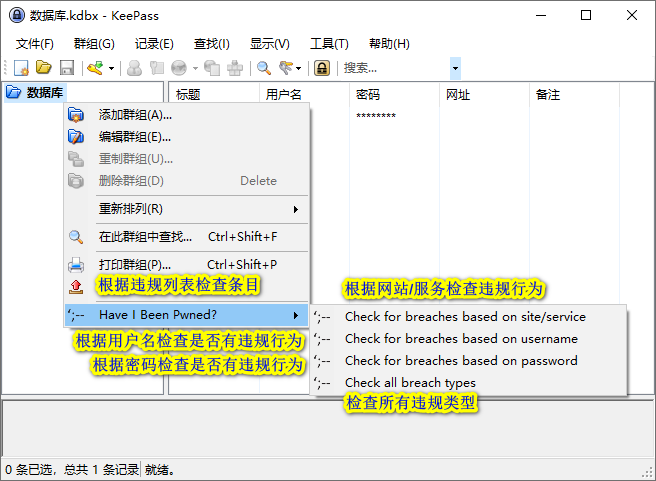 数据库.kdbx - KeePass
文件(F) 群组(G) 记录(E) 查找(I) 显示(V) 工具(T) 帮助(H)
搜索...
数据库
标题 用户名 密码 网址 备注
********
添加群组(A)...
编辑群组(E)...
重制群组(U)...
删除群组(D) Delete
重新排列(R)
在此群组中查找... Ctrl+Shift+F
打印群组(P)... Ctrl+Shift+P
根据违规列表检查条目
根据网站/服务检查违规行为
';-- Have I Been Pwned?
';-- Check for breaches based on site/service
根据用户名检查是否有违规行为
';-- Check for breaches based on username
根据密码检查是否有违规行为
';-- Check for breaches based on password
';-- Check all breach types
检查所有违规类型
0 条已选，总共 1 条记录 就绪。